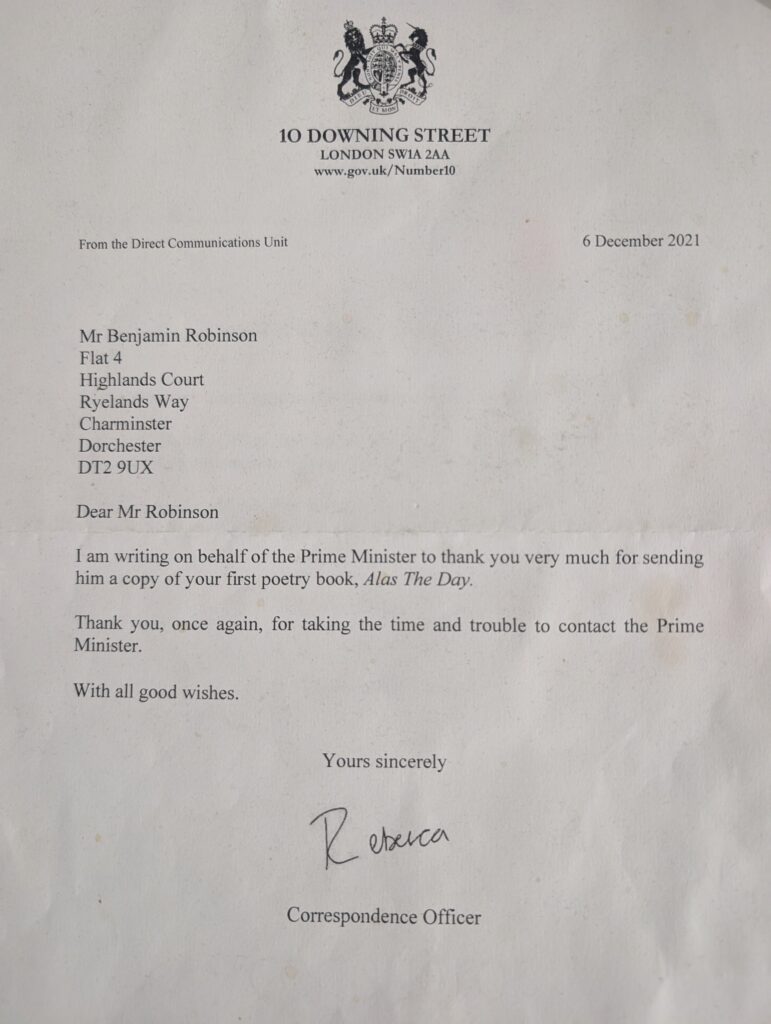 10 DOWNING STREET
LONDON SW1A 2AA
www.gov.uk/Number10
From the Direct Communications Unit
6 December 2021
Mr Benjamin Robinson
Flat 4
Highlands Court
Ryelands Way
Charminster
Dorchester
DT2 9UX
Dear Mr Robinson
I am writing on behalf of the Prime Minister to thank you very much for sending
him a copy of your first poetry book, Alas The Day.
Thank you, once again, for taking the time and trouble to contact the Prime
Minister.
With all good wishes.
Yours sincerely
Rebecca
Correspondence Officer